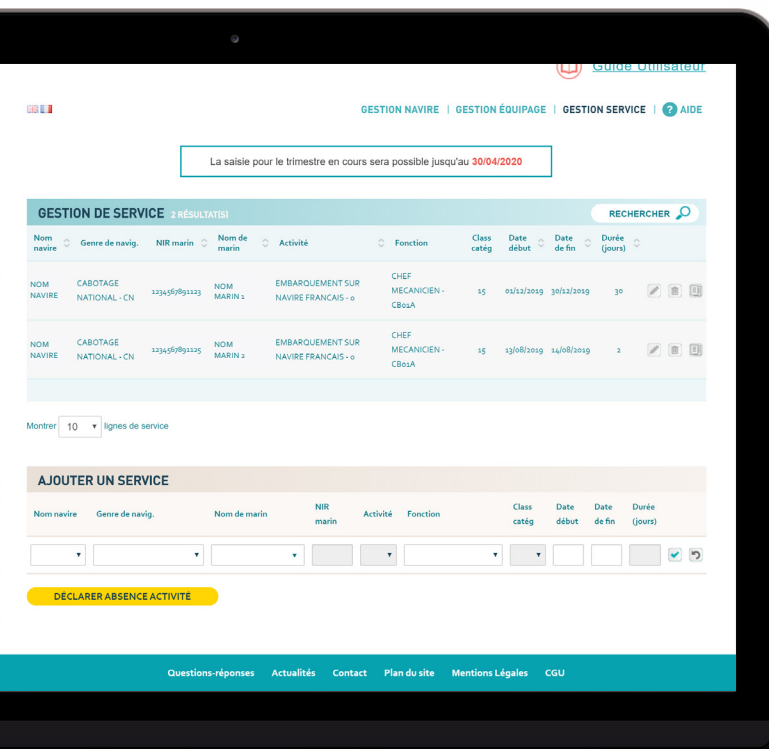 Guide Utilisateur
GESTION NAVIRE | GESTION ÉQUIPAGE | GESTION SERVICE | ? AIDE
La saisie pour le trimestre en cours sera possible jusqu'au 30/04/2020
GESTION DE SERVICE 2 RÉSULTAT(S) RECHERCHER
Nom navire Genre de navig. NIR marin Nom de marin Activité Fonction Class catég Date début Date de fin Durée (jours)
NOM NAVIRE CABOTAGE NATIONAL - CN 1234567891123 NOM MARIN 1 EMBARQUEMENT SUR NAVIRE FRANCAIS - 0 CHEF MECANICIEN - CB01A 15 01/12/2019 30/12/2019 30
NOM NAVIRE CABOTAGE NATIONAL - CN 1234567891125 NOM MARIN 2 EMBARQUEMENT SUR NAVIRE FRANCAIS - 0 CHEF MECANICIEN - CB01A 15 13/08/2019 14/08/2019 2
Montrer 10 lignes de service
AJOUTER UN SERVICE
Nom navire Genre de navig. Nom de marin NIR marin Activité Fonction Class catég Date début Date de fin Durée (jours)
DÉCLARER ABSENCE ACTIVITÉ
Questions-réponses Actualités Contact Plan du site Mentions Légales CGU